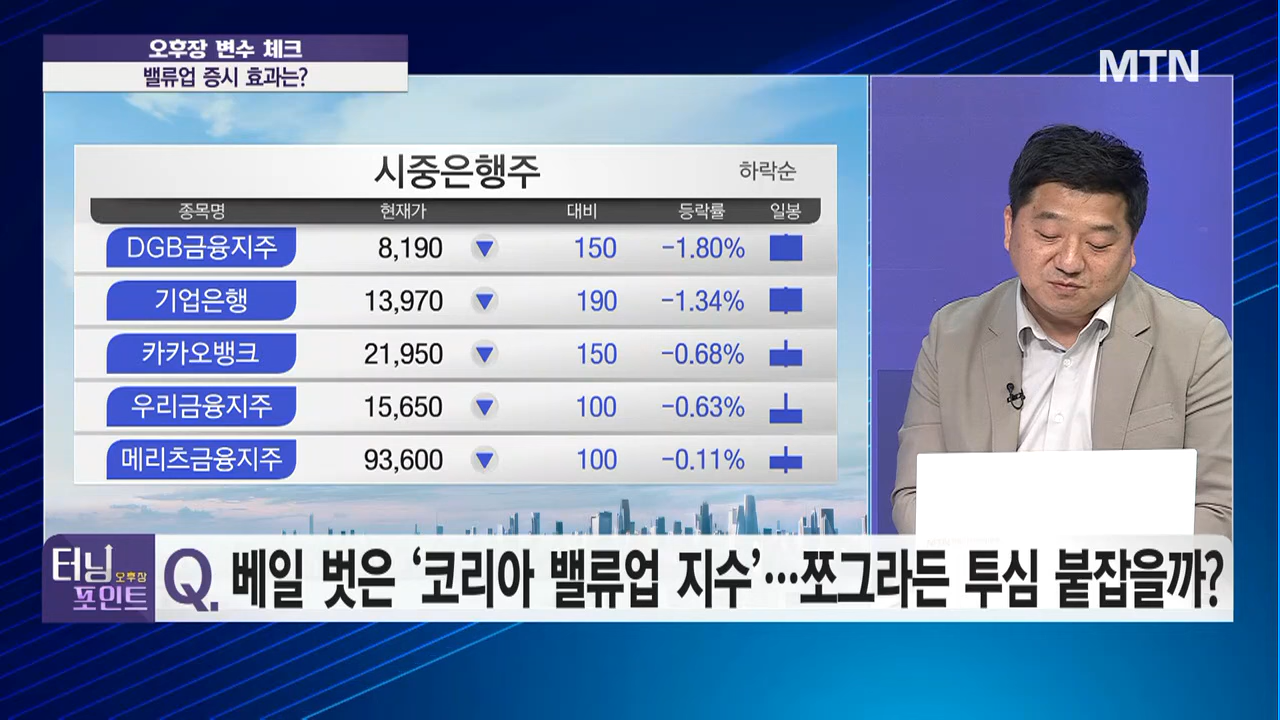 오후장 변수 체크
밸류업 증시 효과는?
MTN
시중은행주 하락순
종목명 현재가 대비 등락률 일봉
DGB금융지주 8,190 ▼ 150 -1.80%
기업은행 13,970 ▼ 190 -1.34%
카카오뱅크 21,950 ▼ 150 -0.68%
우리금융지주 15,650 ▼ 100 -0.63%
메리츠금융지주 93,600 ▼ 100 -0.11%
터닝 오후장
포인트
Q. 베일 벗은 ‘코리아 밸류업 지수’…쪼그라든 투심 붙잡을까?